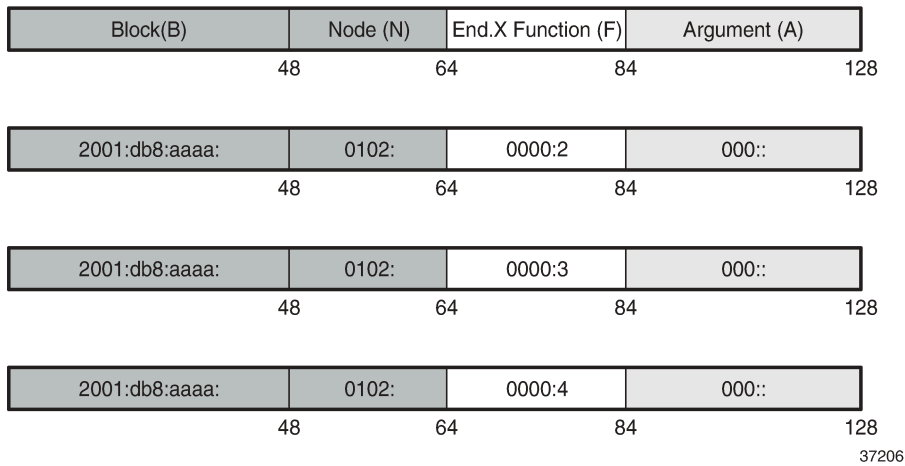 Block(B) Node (N) End.X Function (F) Argument (A)
48 64 84 128
2001:db8:aaaa: 0102: 0000:2 000::
48 64 84 128
2001:db8:aaaa: 0102: 0000:3 000::
48 64 84 128
2001:db8:aaaa: 0102: 0000:4 000::
48 64 84 128
37206